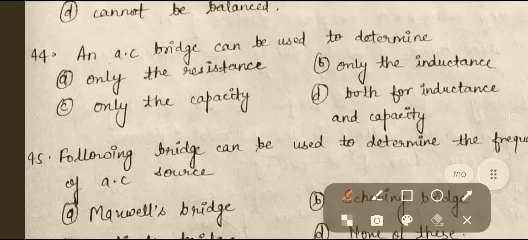 (d) cannot be balanced.
44. An a.c bridge can be used to determine
(a) only the resistance (b) only the inductance
(c) only the capacity (d) both for inductance
and capacity
45. Following bridge can be used to determine the frequ
of a.c source
7/10
(a) Maxwell's bridge (b) Schering bridge
(d) None of these.